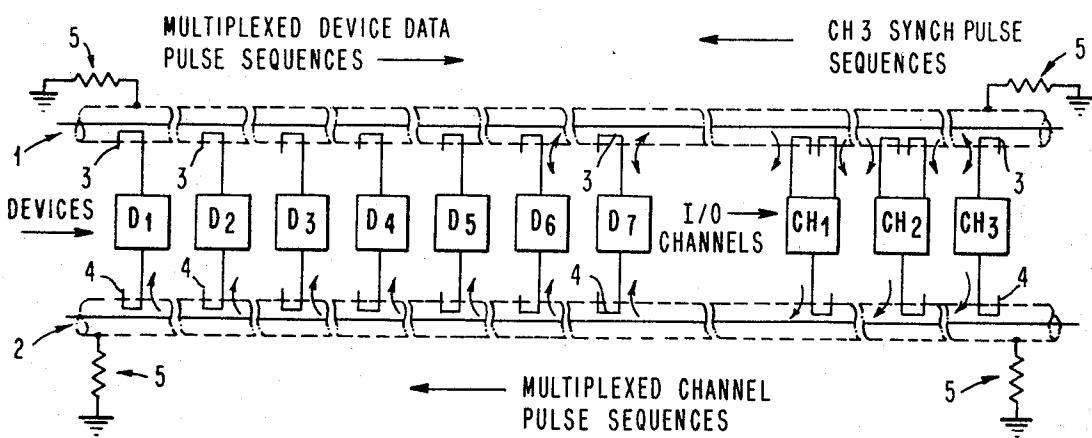 5
MULTIPLEXED DEVICE DATA
PULSE SEQUENCES
CH 3 SYNCH PULSE
SEQUENCES
5
1
3
3
3
3
DEVICES
D1
D2
D3
D4
D5
D6
D7
I/O
CHANNELS
CH1
CH2
CH3
4
4
4
4
2
5
MULTIPLEXED CHANNEL
PULSE SEQUENCES
5